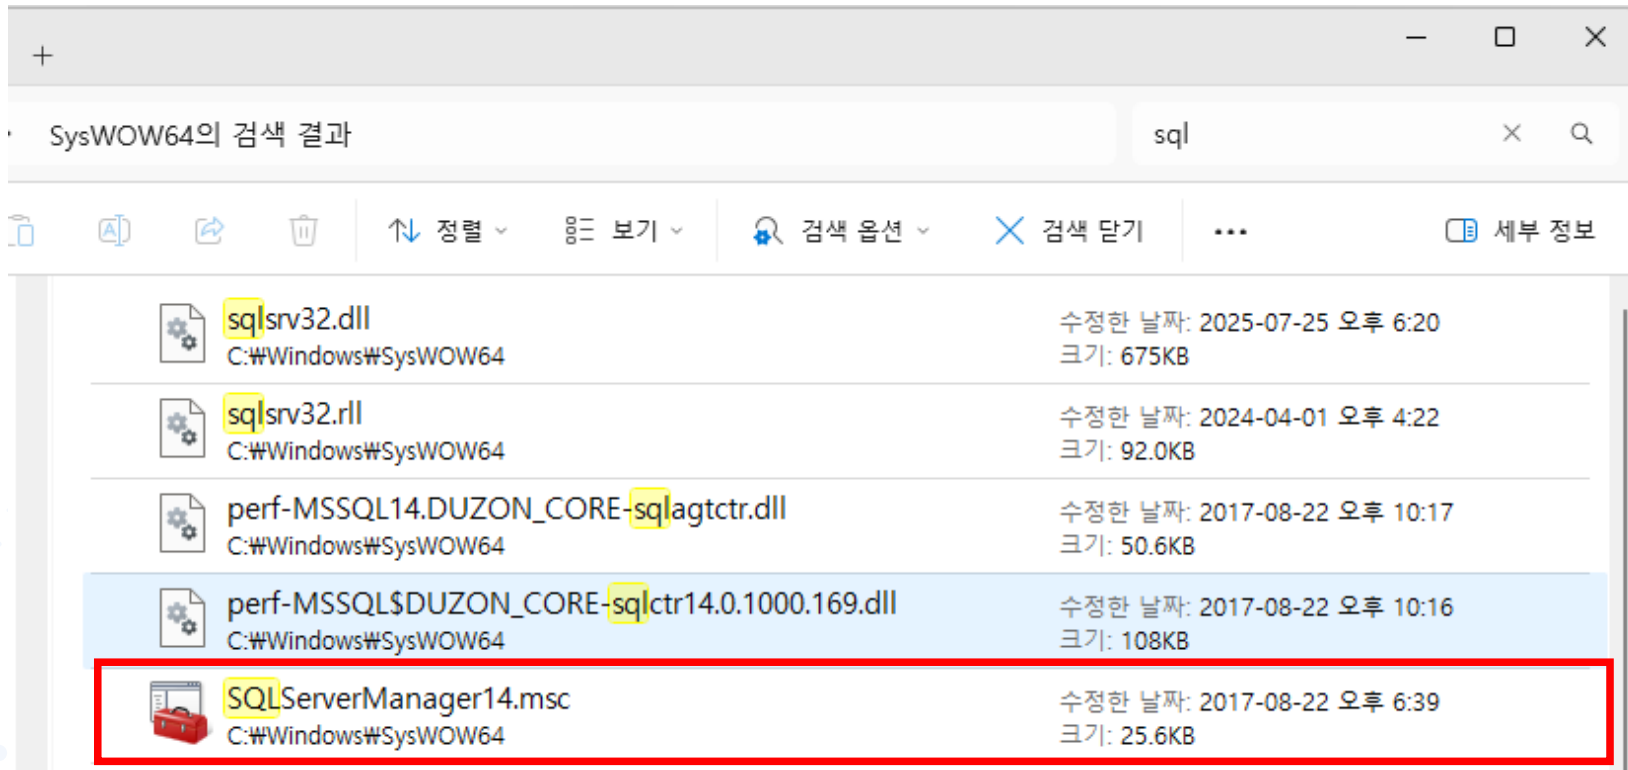 SysWOW64의 검색 결과
sql
정렬
보기
검색 옵션
검색 닫기
세부 정보
sqlsrv32.dll
수정한 날짜: 2025-07-25 오후 6:20
C:₩Windows₩SysWOW64
크기: 675KB
sqlsrv32.rll
수정한 날짜: 2024-04-01 오후 4:22
C:₩Windows₩SysWOW64
크기: 92.0KB
perf-MSSQL14.DUZON_CORE-sqlagtctr.dll
수정한 날짜: 2017-08-22 오후 10:17
C:₩Windows₩SysWOW64
크기: 50.6KB
perf-MSSQL$DUZON_CORE-sqlctr14.0.1000.169.dll
수정한 날짜: 2017-08-22 오후 10:16
C:₩Windows₩SysWOW64
크기: 108KB
SQLServerManager14.msc
수정한 날짜: 2017-08-22 오후 6:39
C:₩Windows₩SysWOW64
크기: 25.6KB